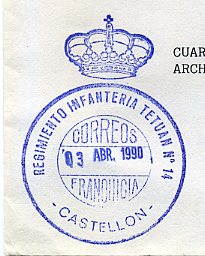 CUAR
ARCH
REGIMIENTO INFANTERIA TETUAN Nº 14
CORREOS
03 ABR. 1990
FRANQUICIA
- CASTELLON -